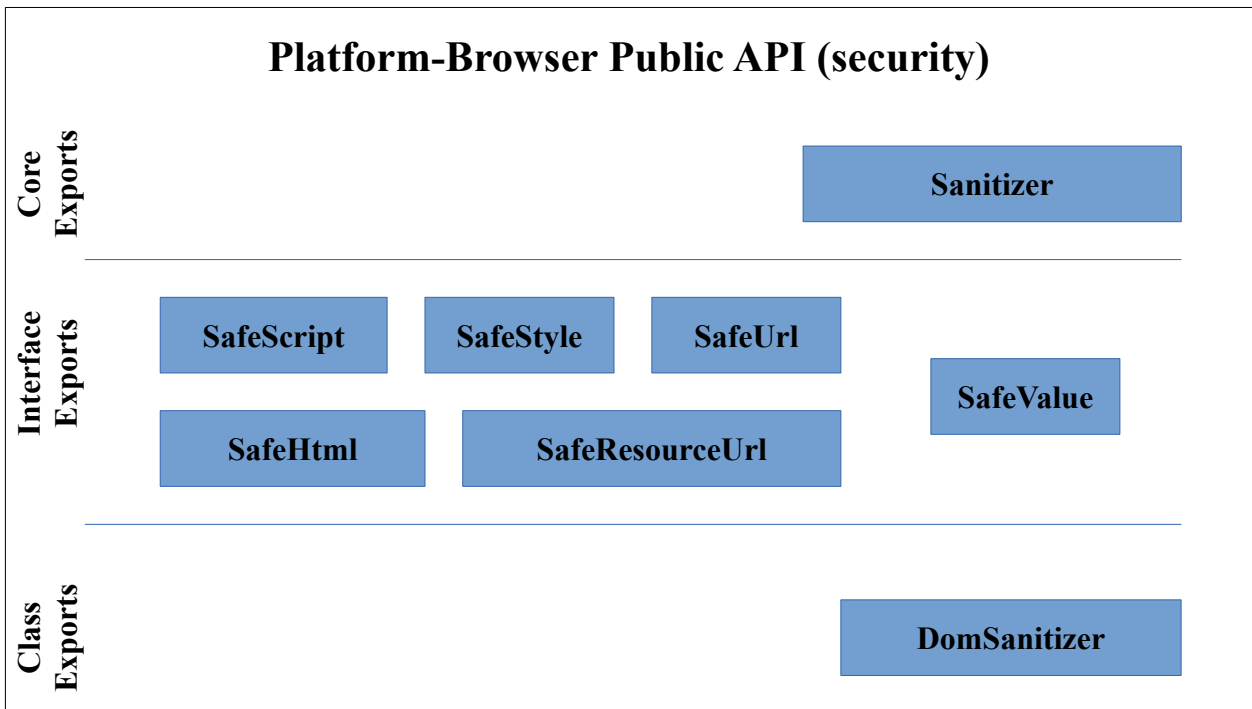 Platform-Browser Public API (security)
Core
Exports
Sanitizer
Interface
Exports
SafeScript
SafeStyle
SafeUrl
SafeValue
SafeHtml
SafeResourceUrl
Class
Exports
DomSanitizer